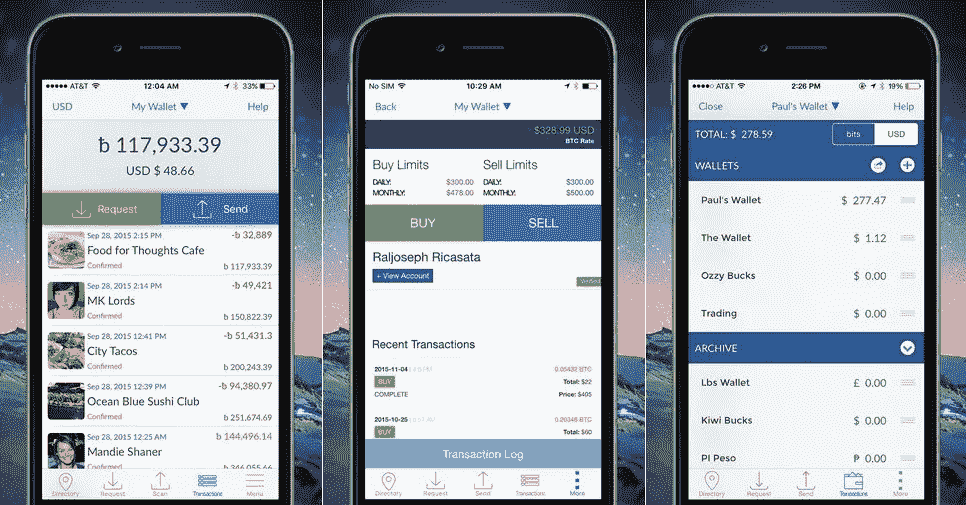 AT&T 12:04 AM 33%
USD My Wallet ▼ Help
ƀ 117,933.39
USD $ 48.66
Request Send
Sep 28, 2015 2:15 PM -ƀ 32,889
Food for Thoughts Cafe
Confirmed ƀ 117,933.39
Sep 28, 2015 2:14 PM -ƀ 49,421
MK Lords
Confirmed ƀ 150,822.39
Sep 28, 2015 12:41 PM -ƀ 51,431.3
City Tacos
Confirmed ƀ 200,243.39
Sep 28, 2015 12:39 PM -ƀ 94,380.97
Ocean Blue Sushi Club
Confirmed ƀ 251,674.69
Sep 28, 2015 12:25 AM ƀ 144,496.14
Mandie Shaner
Confirmed ƀ 346,055.66
Directory Request Scan Transactions Menu
No SIM 10:29 AM
Back My Wallet ▼
$328.99 USD
BTC Rate
Buy Limits Sell Limits
DAILY: $300.00 DAILY: $300.00
MONTHLY: $478.00 MONTHLY: $500.00
BUY SELL
Raljoseph Ricasata
+ View Account
Verified
Recent Transactions
2015-11-04 0.05432 BTC
BUY Total: $22
COMPLETE Price: $405
2015-10-25 0.20346 BTC
BUY Total: $60
Transaction Log
Directory Request Send Transactions More
AT&T 2:26 PM 19%
Close Paul's Wallet ▼ Help
TOTAL: $ 278.59 bits USD
WALLETS
Paul's Wallet $ 277.47
The Wallet $ 1.12
Ozzy Bucks $ 0.00
Trading $ 0.00
ARCHIVE
Lbs Wallet £ 0.00
Kiwi Bucks $ 0.00
PI Peso ₱ 0.00
Directory Request Send Transactions More